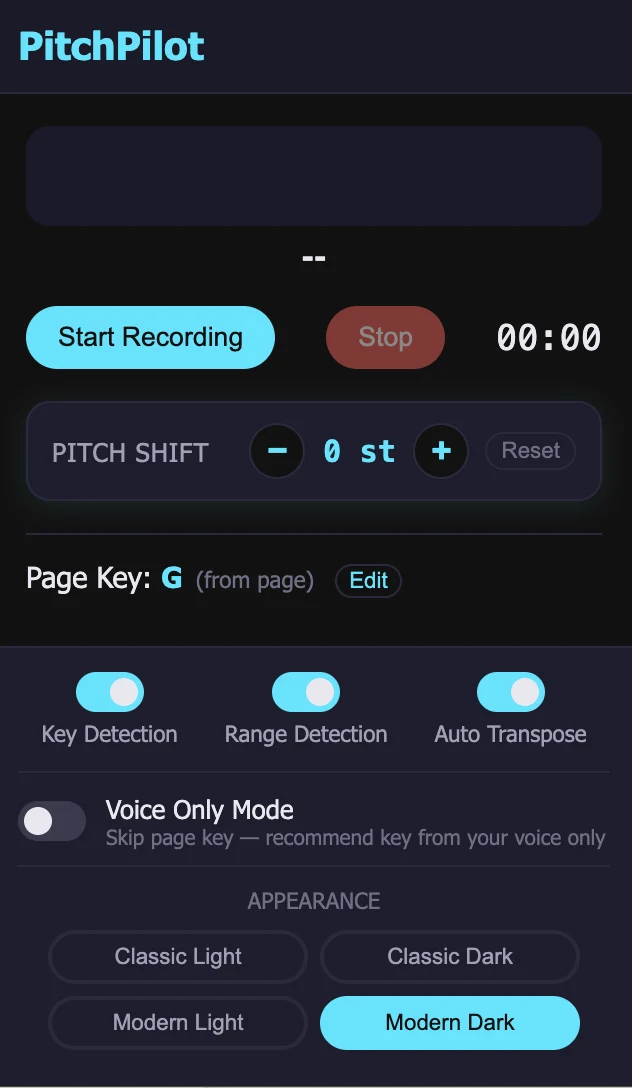 PitchPilot
--
Start Recording Stop 00:00
PITCH SHIFT − 0 st + Reset
Page Key: G (from page) Edit
Key Detection Range Detection Auto Transpose
Voice Only Mode
Skip page key — recommend key from your voice only
APPEARANCE
Classic Light Classic Dark
Modern Light Modern Dark